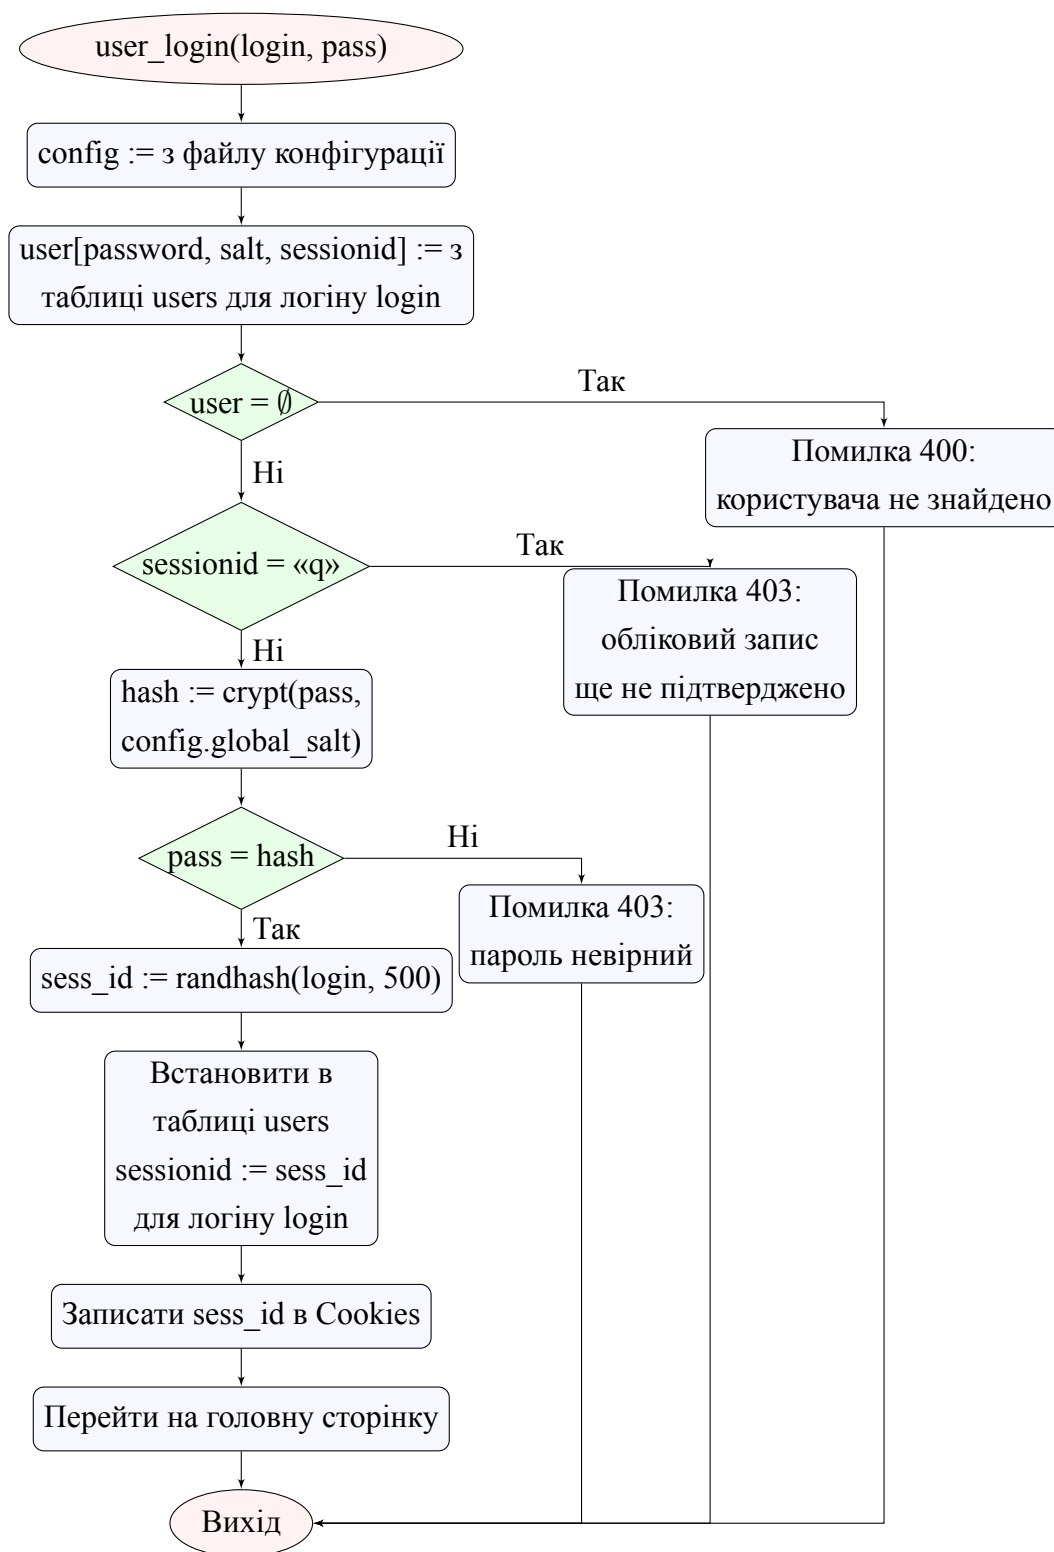 user_login(login, pass)
config := з файлу конфігурації
user[password, salt, sessionid] := з
таблиці users для логіну login
user = ∅
Так
Помилка 400:
користувача не знайдено
Ні
sessionid = «q»
Так
Помилка 403:
обліковий запис
ще не підтверджено
Ні
hash := crypt(pass,
config.global_salt)
pass = hash
Ні
Помилка 403:
пароль невірний
Так
sess_id := randhash(login, 500)
Встановити в
таблиці users
sessionid := sess_id
для логіну login
Записати sess_id в Cookies
Перейти на головну сторінку
Вихід